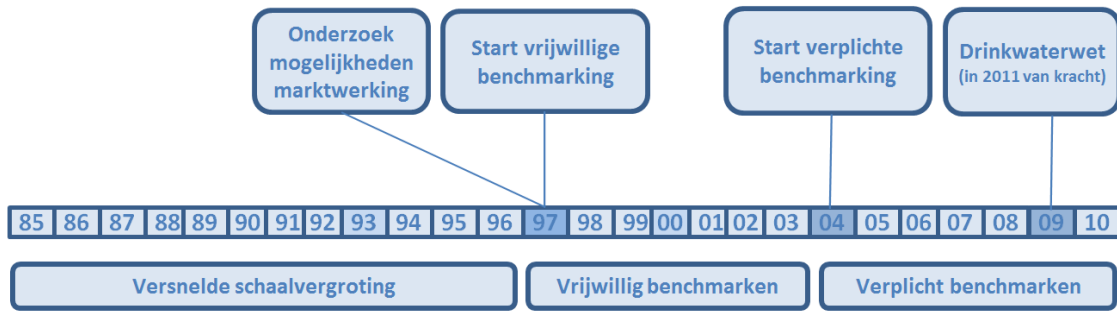 Onderzoek
mogelijkheden
marktwerking
Start vrijwillige
benchmarking
Start verplichte
benchmarking
Drinkwaterwet
(in 2011 van kracht)
85 86 87 88 89 90 91 92 93 94 95 96 97 98 99 00 01 02 03 04 05 06 07 08 09 10
Versnelde schaalvergroting
Vrijwillig benchmarken
Verplicht benchmarken